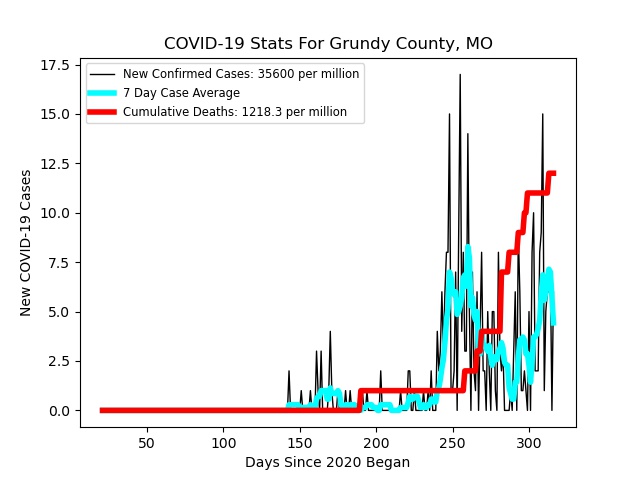 COVID-19 Stats For Grundy County, MO
New Confirmed Cases: 35600 per million
7 Day Case Average
Cumulative Deaths: 1218.3 per million
New COVID-19 Cases
17.5
15.0
12.5
10.0
7.5
5.0
2.5
0.0
50 100 150 200 250 300
Days Since 2020 Began